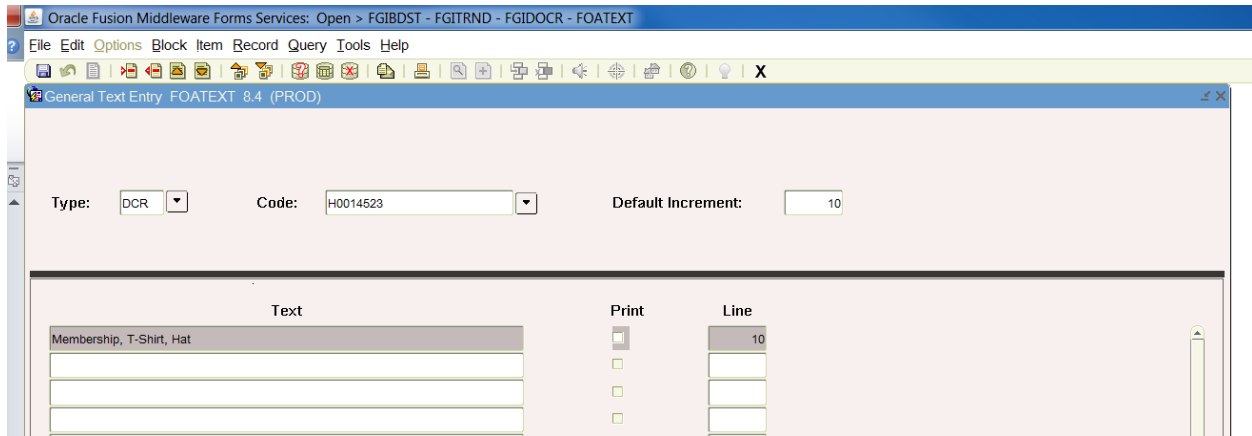 Oracle Fusion Middleware Forms Services: Open > FGIBDST - FGITRND - FGIDOCR - FOATEXT
File Edit Options Block Item Record Query Tools Help
X
General Text Entry FOATEXT 8.4 (PROD)
Type: DCR Code: H0014523 Default Increment: 10
Text Print Line
Membership, T-Shirt, Hat 10